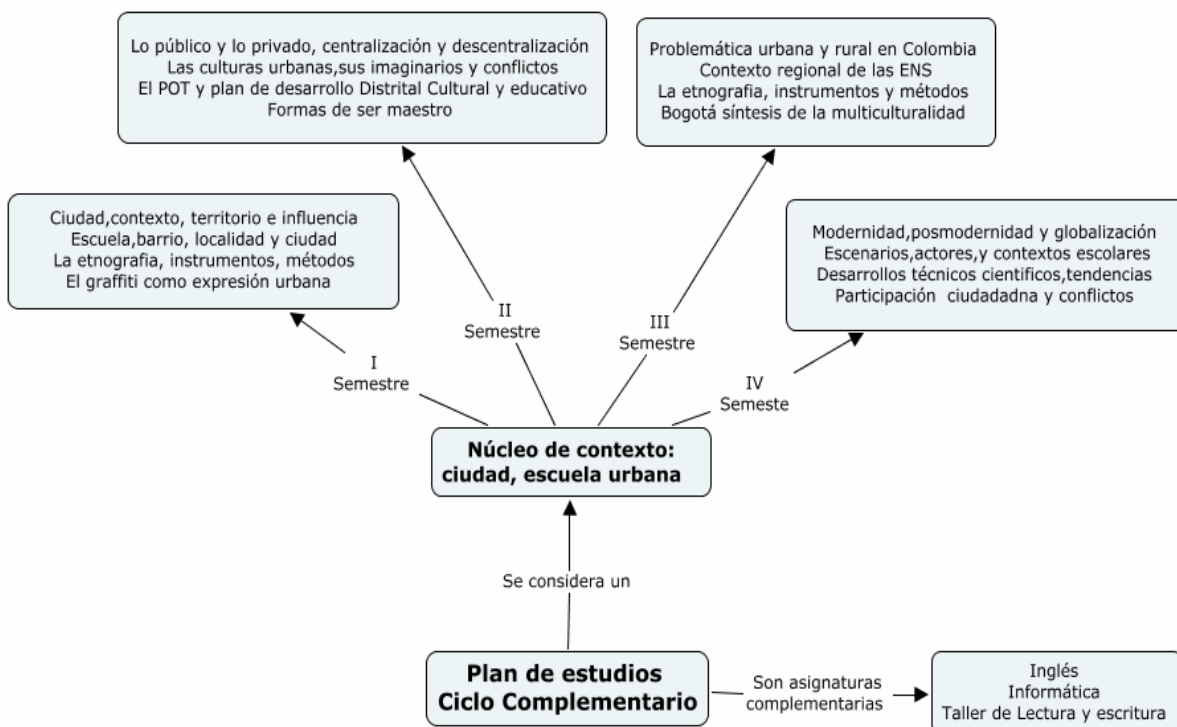 Lo público y lo privado, centralización y descentralización
Las culturas urbanas,sus imaginarios y conflictos
El POT y plan de desarrollo Distrital Cultural y educativo
Formas de ser maestro
Problemática urbana y rural en Colombia
Contexto regional de las ENS
La etnografia, instrumentos y métodos
Bogotá síntesis de la multiculturalidad
Ciudad,contexto, territorio e influencia
Escuela,barrio, localidad y ciudad
La etnografia, instrumentos, métodos
El graffiti como expresión urbana
Modernidad,posmodernidad y globalización
Escenarios,actores,y contextos escolares
Desarrollos técnicos cientificos,tendencias
Participación ciudadadna y conflictos
I
Semestre
II
Semestre
III
Semestre
IV
Semeste
Núcleo de contexto:
ciudad, escuela urbana
Se considera un
Plan de estudios
Ciclo Complementario
Son asignaturas
complementarias
Inglés
Informática
Taller de Lectura y escritura